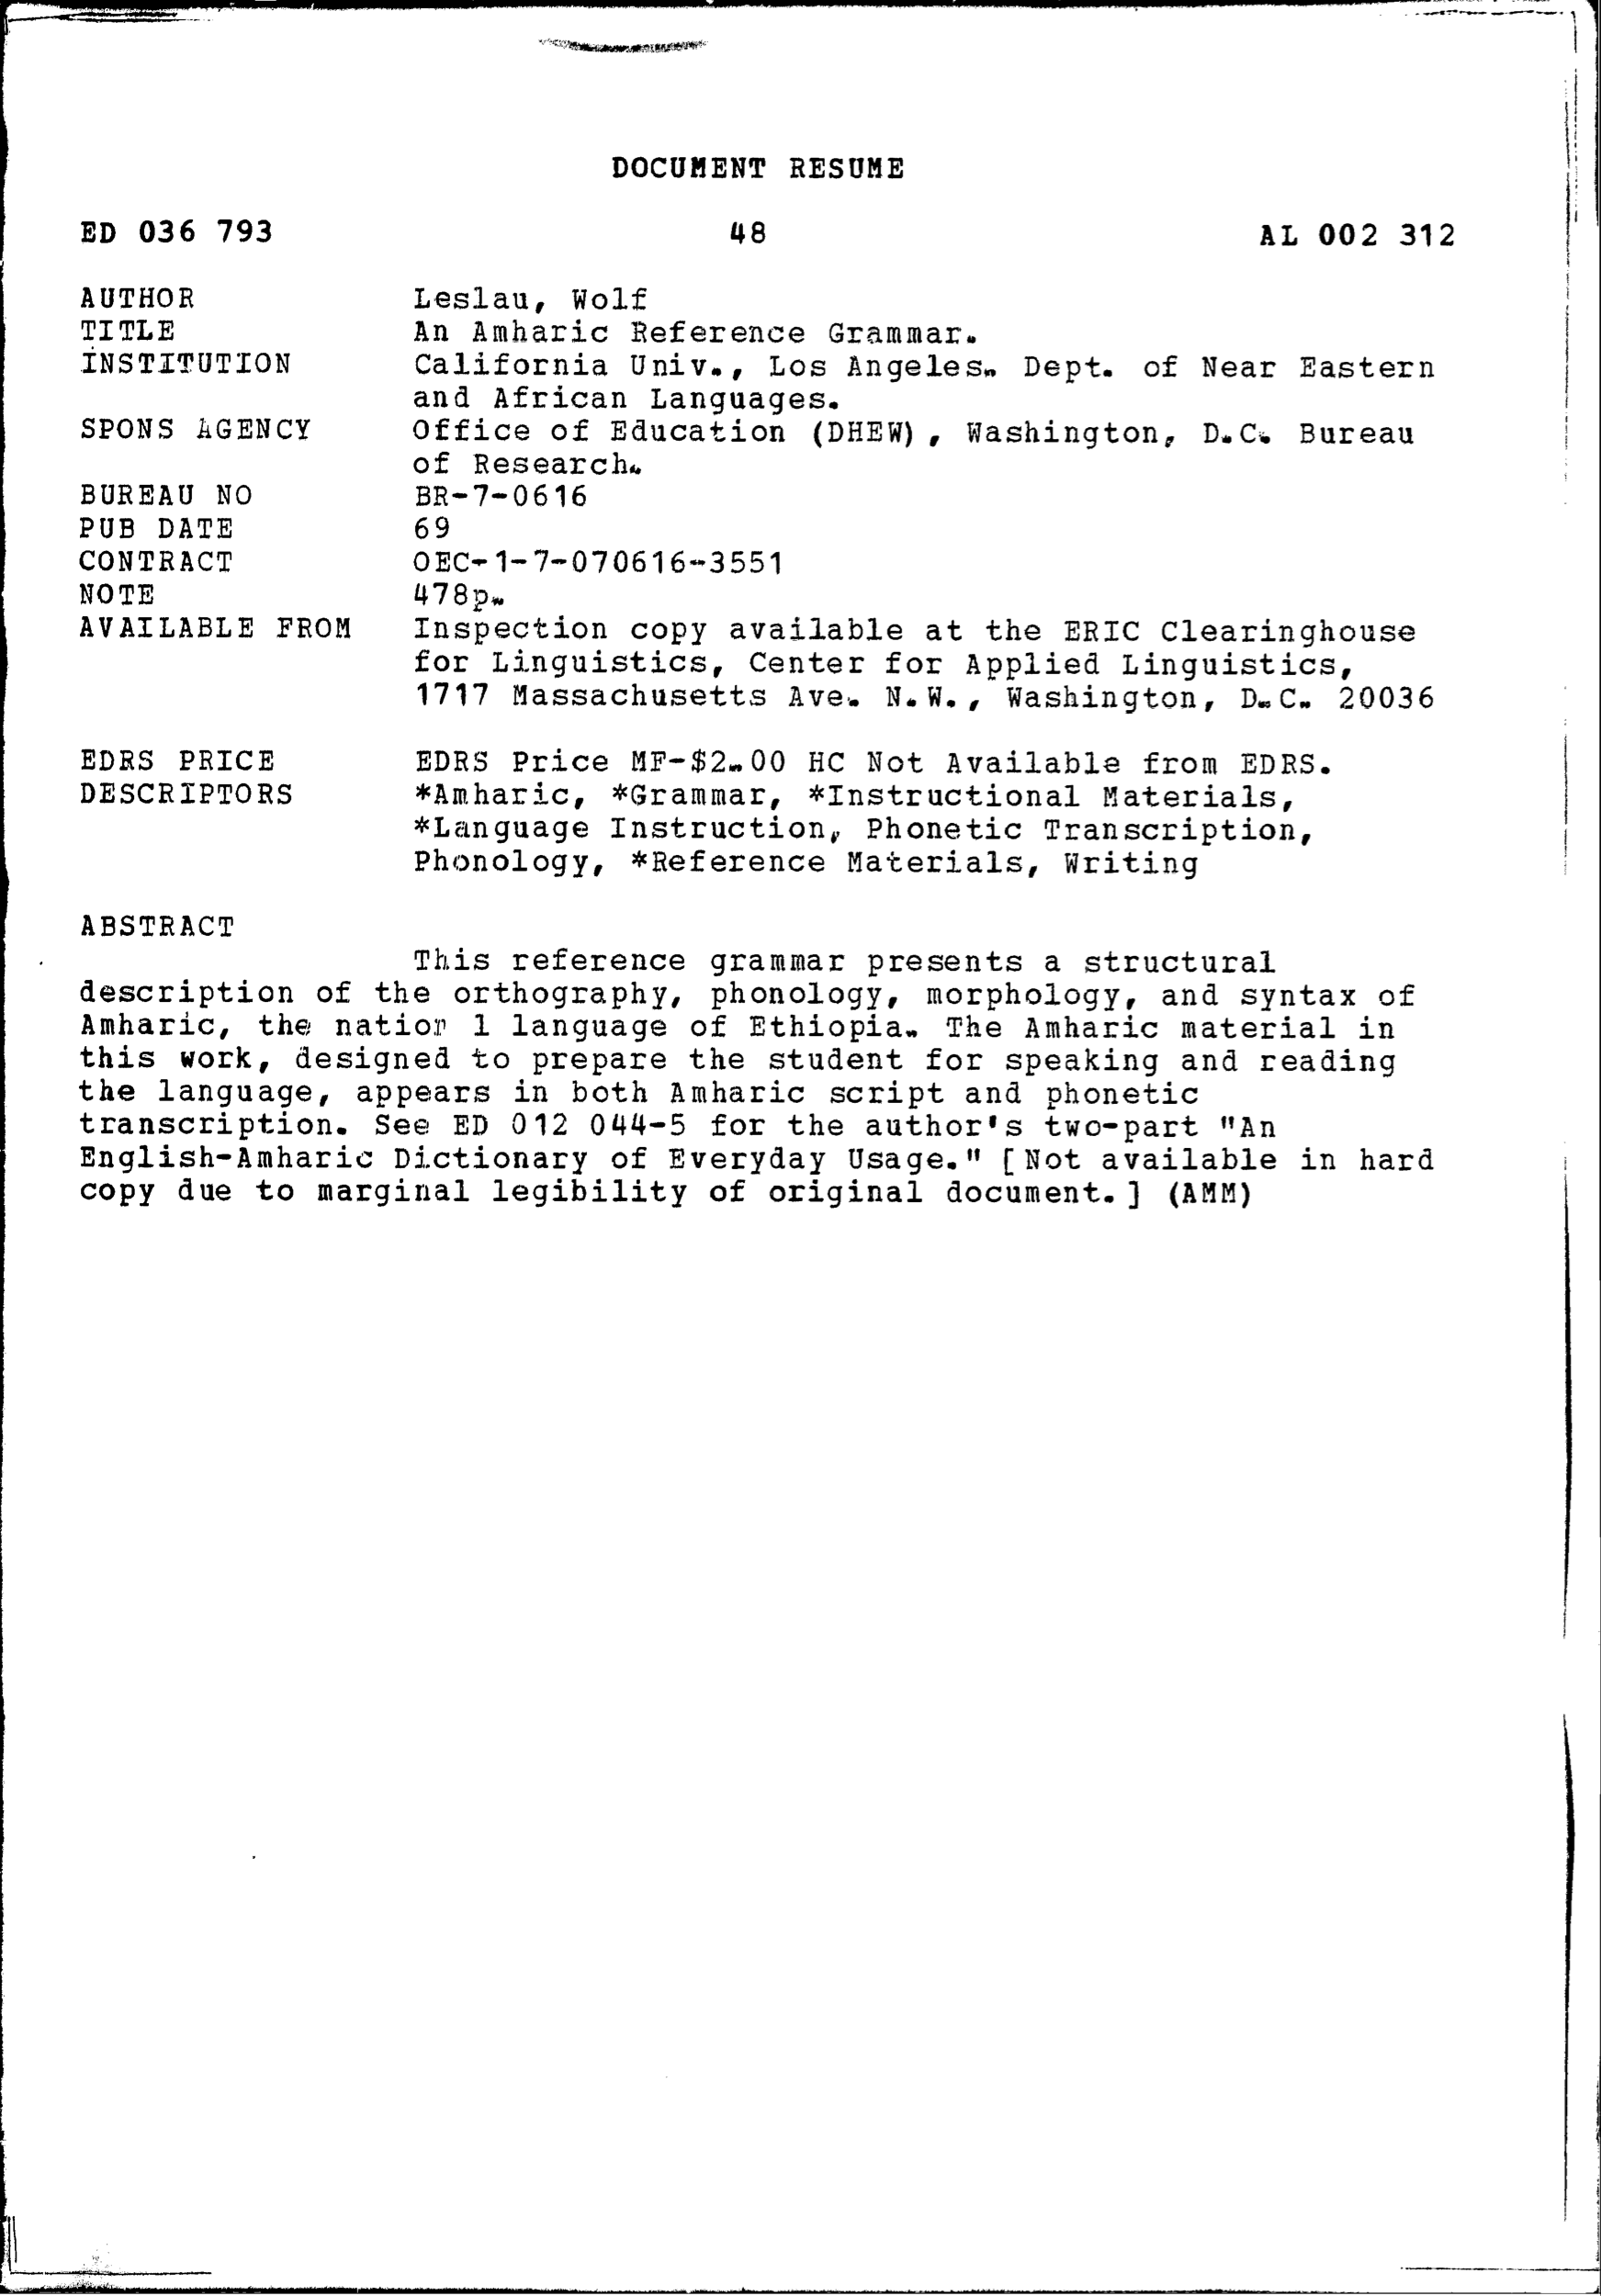 DOCUMENT RESUME
ED 036 793 48 AL 002 312
AUTHOR Leslau, Wolf
TITLE An Amharic Reference Grammar.
INSTITUTION California Univ., Los Angeles. Dept. of Near Eastern
and African Languages.
SPONS AGENCY Office of Education (DHEW), Washington, D.C. Bureau
of Research.
BUREAU NO BR-7-0616
PUB DATE 69
CONTRACT OEC-1-7-070616-3551
NOTE 478p.
AVAILABLE FROM Inspection copy available at the ERIC Clearinghouse
for Linguistics, Center for Applied Linguistics,
1717 Massachusetts Ave. N.W., Washington, D.C. 20036
EDRS PRICE EDRS Price MF-$2.00 HC Not Available from EDRS.
DESCRIPTORS *Amharic, *Grammar, *Instructional Materials,
*Language Instruction, Phonetic Transcription,
Phonology, *Reference Materials, Writing
ABSTRACT
This reference grammar presents a structural
description of the orthography, phonology, morphology, and syntax of
Amharic, the nation l language of Ethiopia. The Amharic material in
this work, designed to prepare the student for speaking and reading
the language, appears in both Amharic script and phonetic
transcription. See ED 012 044-5 for the author's two-part "An
English-Amharic Dictionary of Everyday Usage." [Not available in hard
copy due to marginal legibility of original document.] (AMM)